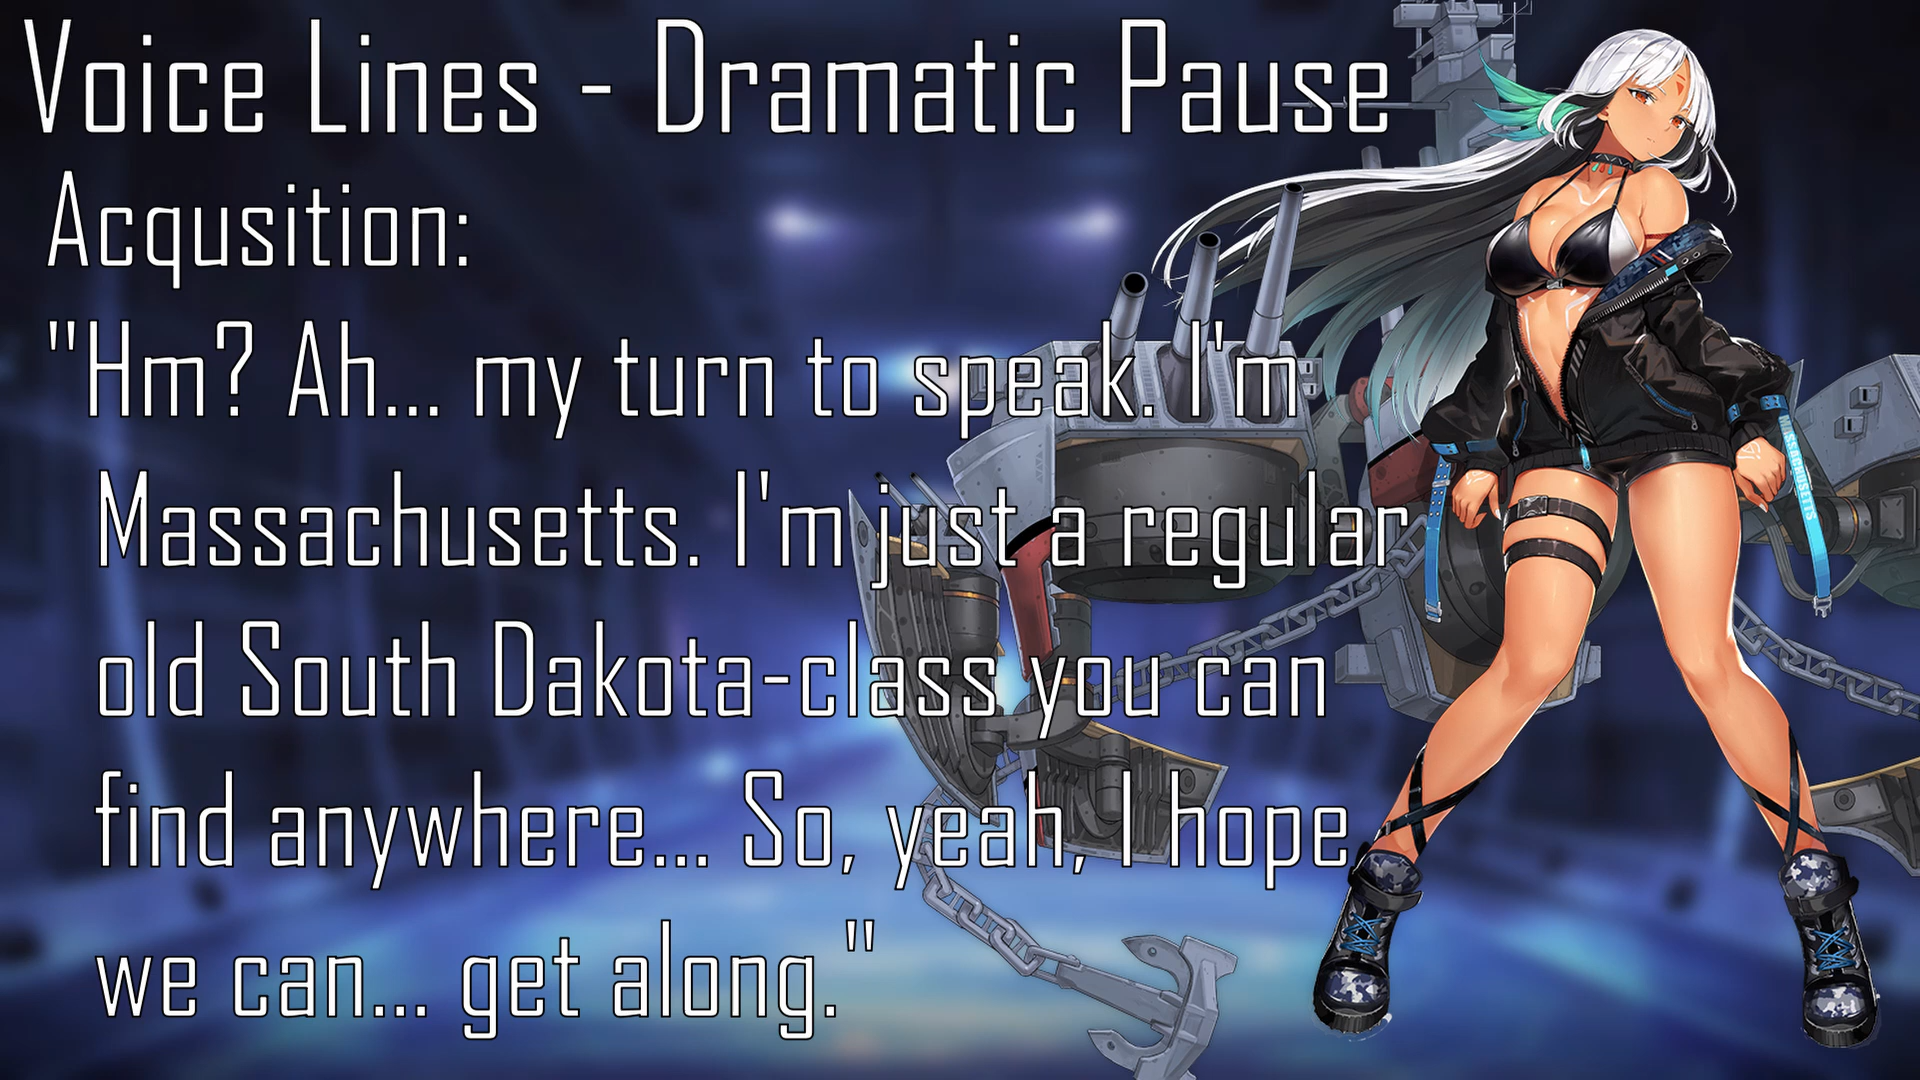 Voice Lines - Dramatic Pause
Acqusition:
"Hm? Ah... my turn to speak. I'm
Massachusetts. I'm just a regular
old South Dakota-class you can
find anywhere... So, yeah, I hope
we can... get along."
MASSACHUSETTS